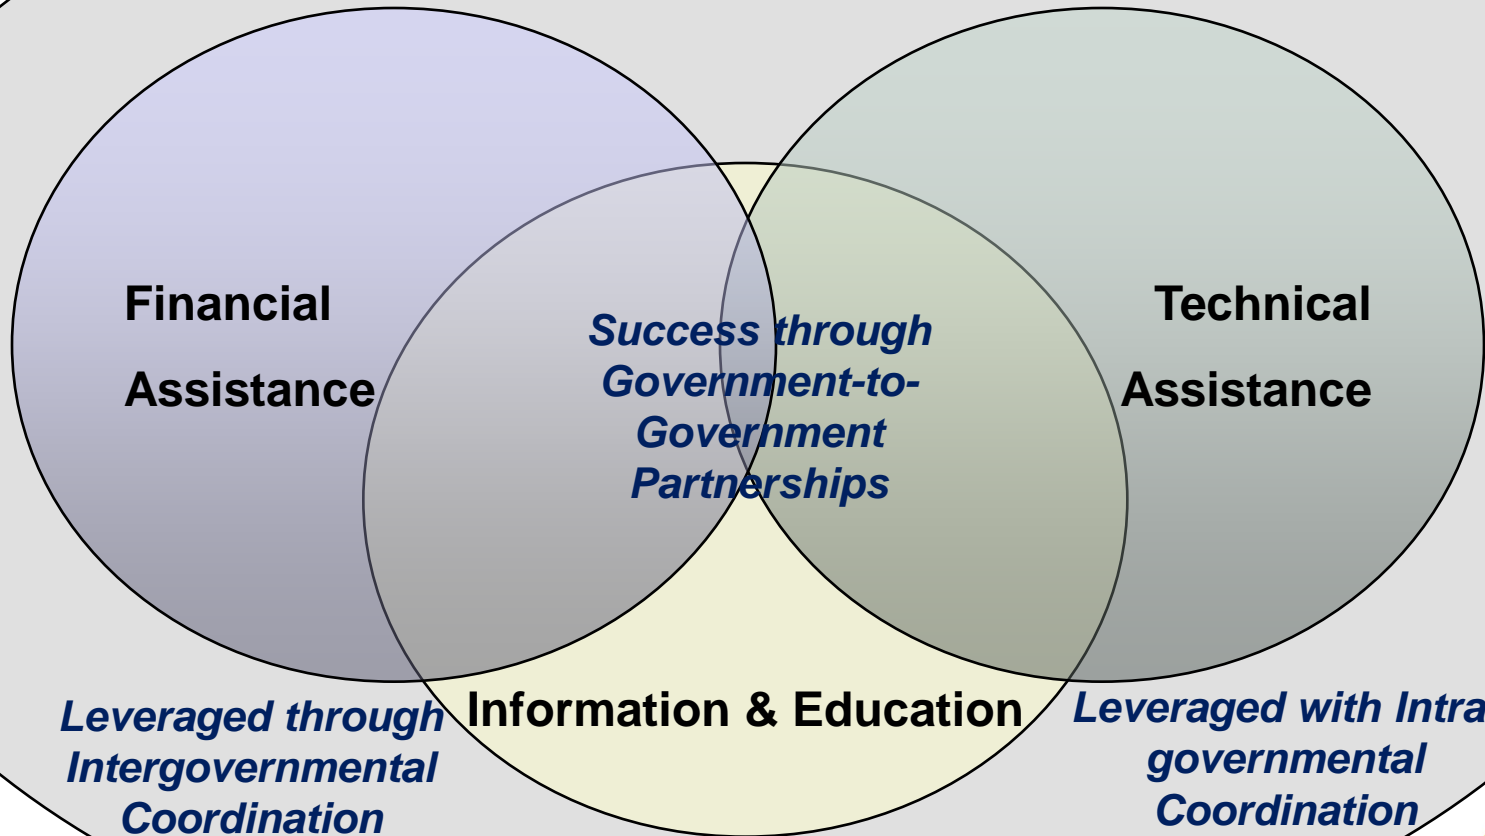 Financial
Assistance
Technical
Assistance
Success through
Government-to-
Government
Partnerships
Information & Education
Leveraged through
Intergovernmental
Coordination
Leveraged with Intra
governmental
Coordination